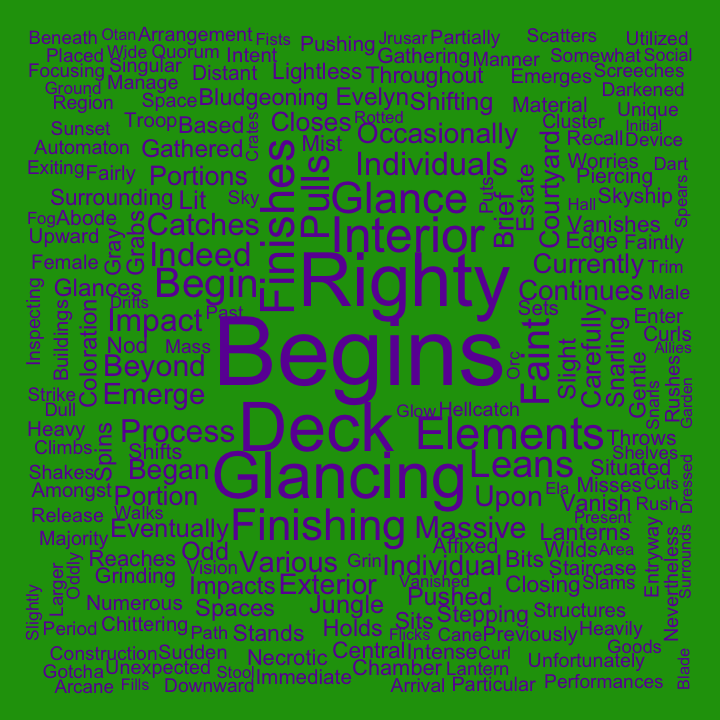 Beneath Otan Arrangement Fists Pushing Jrusar Partially Scatters Utilized
Placed Wide Quorum Intent Gathering Manner Somewhat Social
Focusing Singular Distant Lightless Throughout Emerges Screeches
Ground Manage Darkened
Region Space Bludgeoning Evelyn Shifting Material Unique
Sunset Troop Based Crates Closes Rotted Occasionally Cluster Initial
Automaton Gathered Mist Recall Device
Exiting Fairly Portions Finishes Pulls Individuals Courtyard Worries Dart
Surrounding Lit Sky Glance Puts Brief Estate Hall Piercing Skyship Spears
Fog Abode Gray Grabs Catches Interior Vanishes
Upward Indeed Edge Faintly
Female Begin Righty Currently Trim
Glances Continues Male
Inspecting Buildings Coloration Drifts Past Sets Enter
Impact Begins Faint Slight Carefully Snarling Gentle Curls
Nod Mass Orc Allies
Beyond Snarls Rushes Garden
Strike Emerge
Dull Deck Glow Hellcatch
Heavy Process Elements Throws
Climbs Spins Shifts Shelves
Shakes Began Glancing Leans Situated Dressed
Amongst Portion Upon Ela Misses Cuts
Release Walks Vanish Rush
Majority Eventually Finishing Massive Present Lanterns
Reaches Odd Affixed Wilds Area Entryway Nevertheless Surrounds
Oddly Larger Grinding Vision Various Grin Individual Bits Staircase
Slightly Impacts Exterior Vanished Closing Slams
Numerous Spaces Jungle Pushed Structures
Period Chittering Path Stands Holds Sits Stepping Heavily
Flicks Cane Previously Goods
Construction Sudden Necrotic Central Intense Curl Unfortunately
Gotcha Unexpected Stool Immediate Chamber Lantern Blade
Arcane Fills Downward Arrival Particular Performances